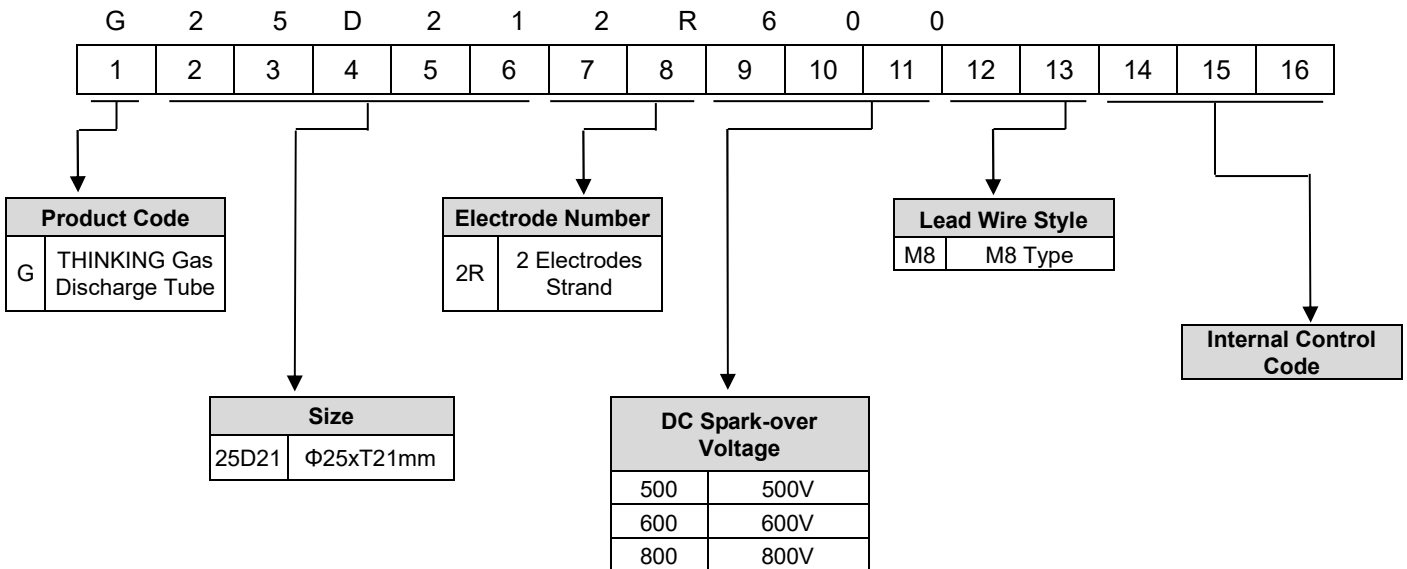 G 2 5 D 2 1 2 R 6 0 0
1 2 3 4 5 6 7 8 9 10 11 12 13 14 15 16
Product Code
G THINKING Gas
Discharge Tube
Electrode Number
2R 2 Electrodes
Strand
Lead Wire Style
M8 M8 Type
Internal Control
Code
Size
25D21 Φ25xT21mm
DC Spark-over
Voltage
500 500V
600 600V
800 800V